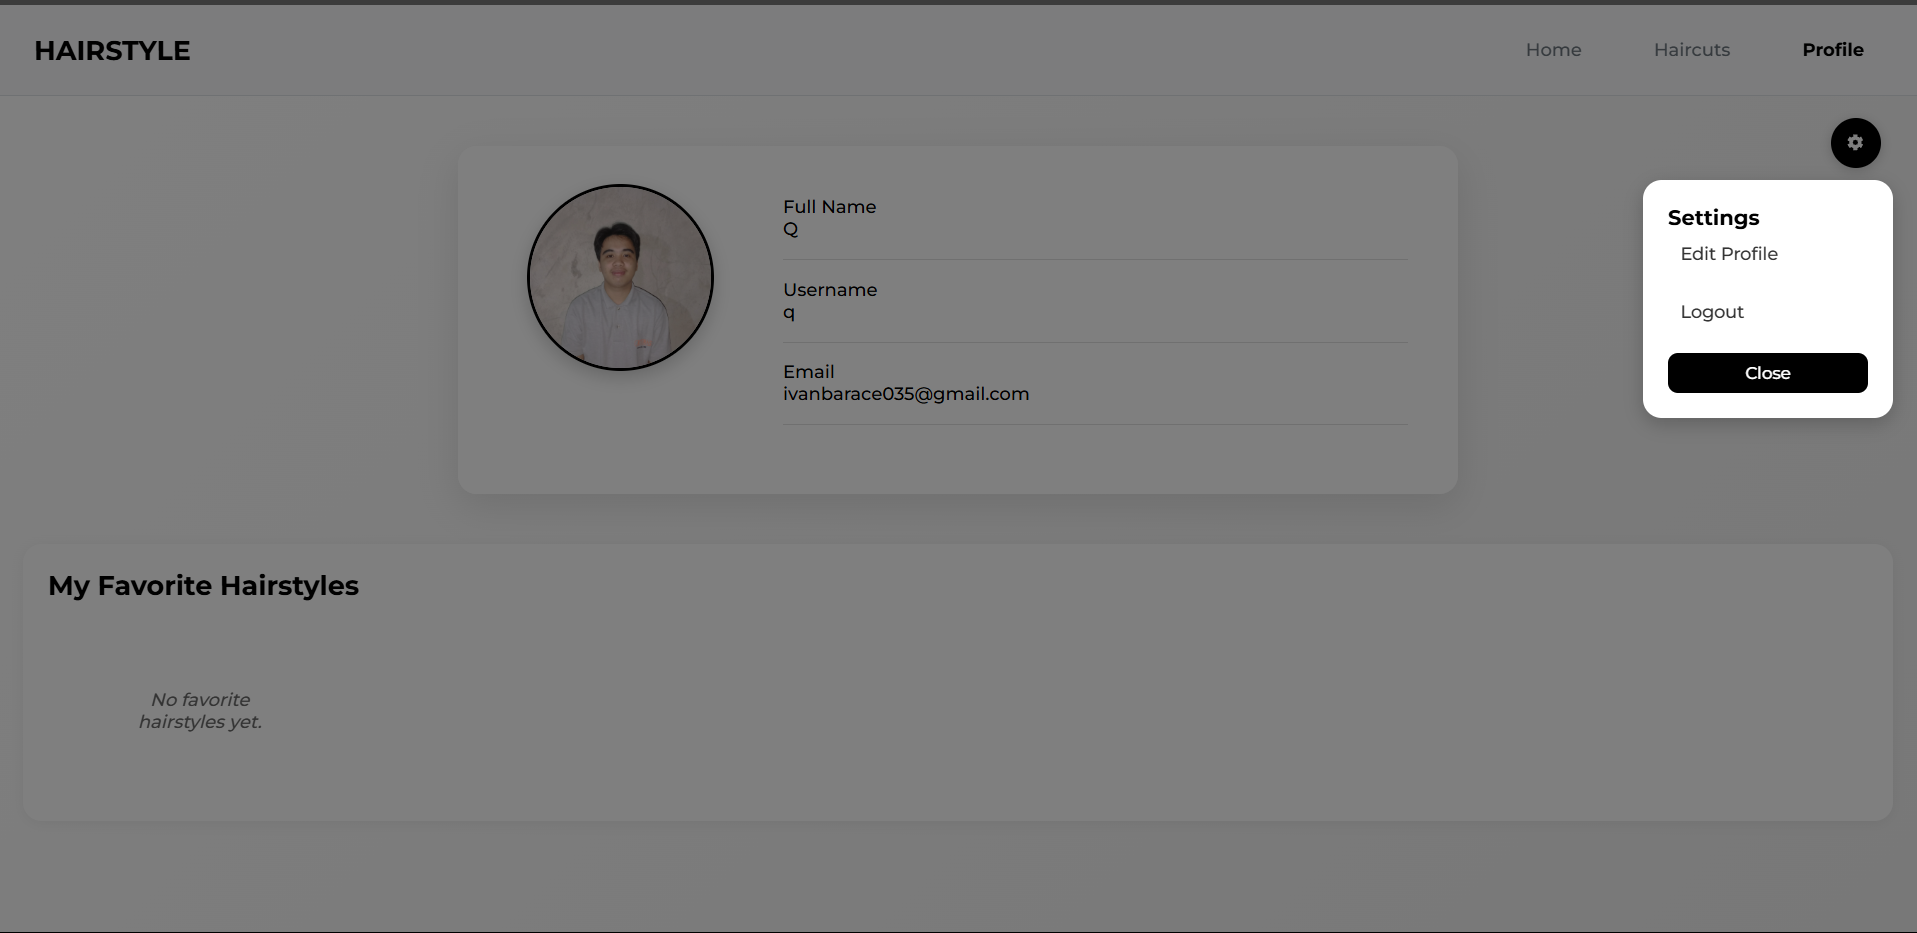 HAIRSTYLE
Home
Haircuts
Profile
Full Name
Q
Username
q
Email
ivanbarace035@gmail.com
Settings
Edit Profile
Logout
Close
My Favorite Hairstyles
No favorite
hairstyles yet.